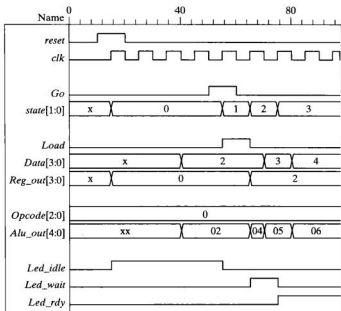 Name 0 40 80
reset
clk
Go
state[1:0] x 0 1 2 3
Load
Data[3:0] x 2 3 4
Reg_out[3:0] x 0 2
Opcode[2:0] 0
Alu_out[4:0] xx 02 04 05 06
Led_idle
Led_wait
Led_rdy